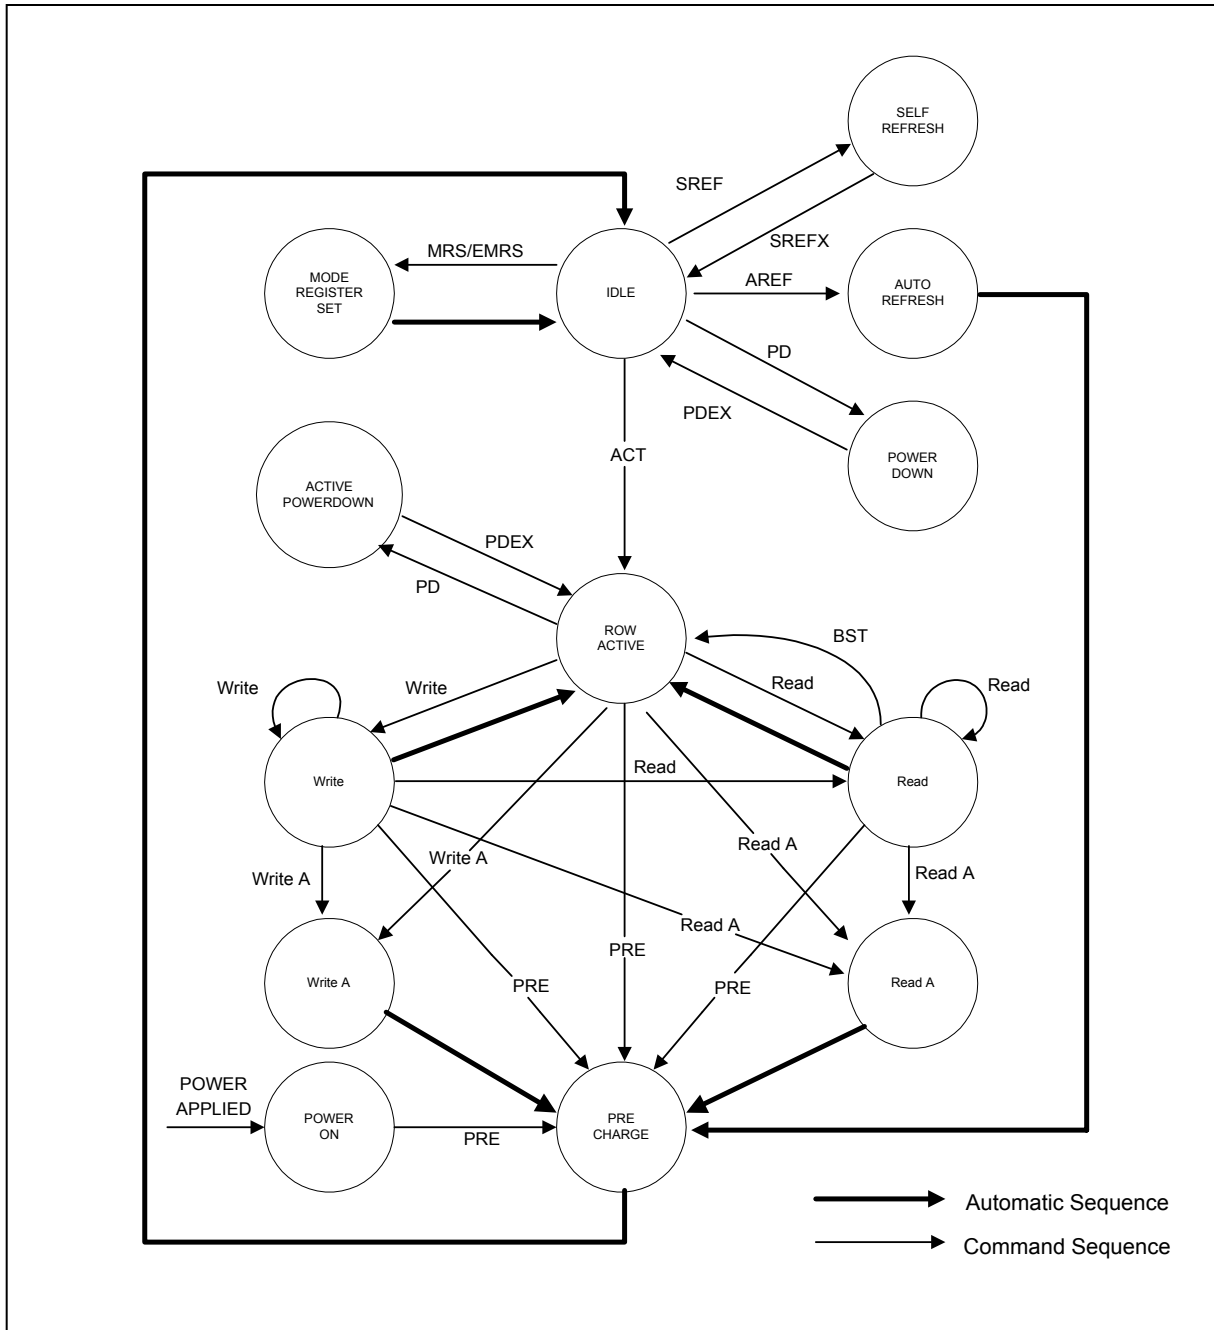 SELF
REFRESH
SREF
SREFX
MRS/EMRS
MODE
REGISTER
SET
IDLE
AREF
AUTO
REFRESH
PD
PDEX
POWER
DOWN
ACT
ACTIVE
POWERDOWN
PDEX
PD
ROW
ACTIVE
BST
Write
Write
Read
Read
Write
Read
Read
Write A
Write A
Read A
Read A
Read A
PRE
Write A
PRE
PRE
Read A
POWER
APPLIED
POWER
ON
PRE
PRE
CHARGE
Automatic Sequence
Command Sequence